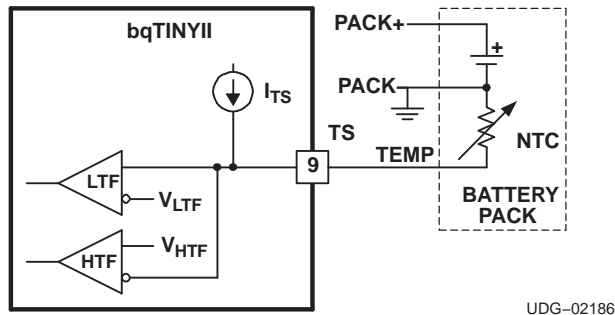 bqTINYII
PACK+
+
I_TS
PACK–
TS
9
TEMP
NTC
LTF
V_LTF
BATTERY
PACK
HTF
V_HTF
UDG–02186